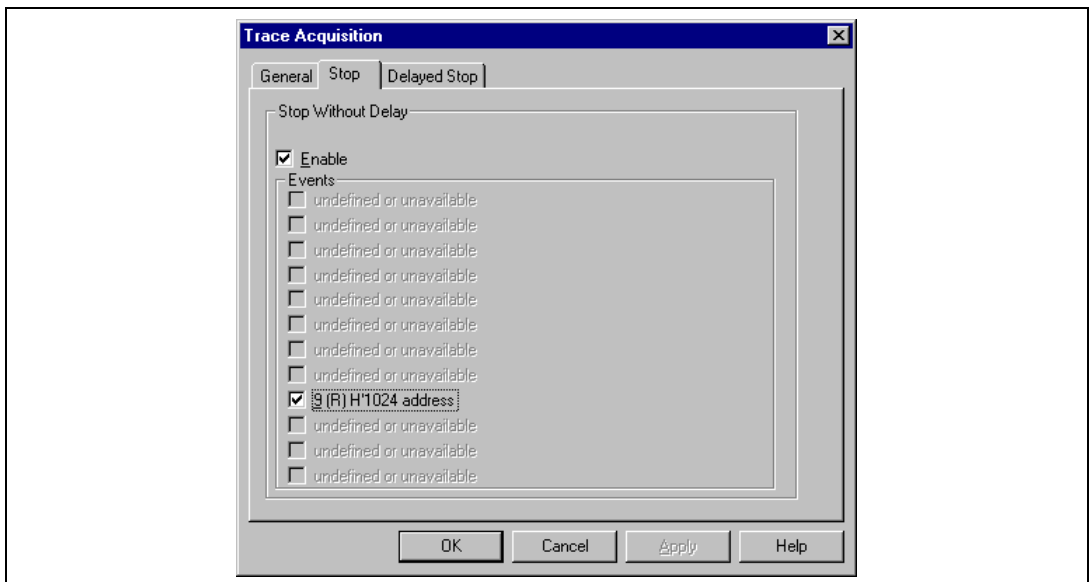 Trace Acquisition
General Stop Delayed Stop
Stop Without Delay
Enable
Events
undefined or unavailable
undefined or unavailable
undefined or unavailable
undefined or unavailable
undefined or unavailable
undefined or unavailable
undefined or unavailable
undefined or unavailable
9 (R) H'1024 address
undefined or unavailable
undefined or unavailable
undefined or unavailable
OK Cancel Apply Help